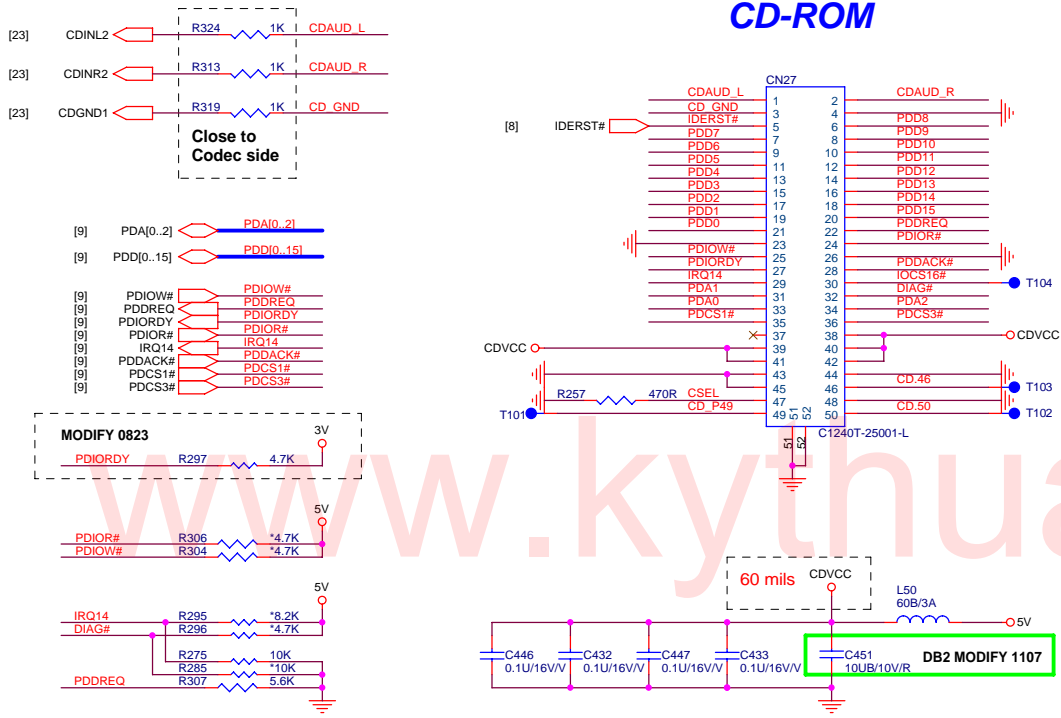 CD-ROM
[23] CDINL2 R324 1K CDAUD_L
[23] CDINR2 R313 1K CDAUD_R
[23] CDGND1 R319 1K CD_GND
Close to
Codec side
[9] PDA[0..2] PDA[0..2]
[9] PDD[0..15] PDD[0..15]
[9] PDIOW# PDIOW#
[9] PDDREQ PDDREQ
[9] PDIORDY PDIORDY
[9] PDIOR# PDIOR#
[9] IRQ14 IRQ14
[9] PDDACK# PDDACK#
[9] PDCS1# PDCS1#
[9] PDCS3# PDCS3#
MODIFY 0823
3V
PDIORDY R297 4.7K
5V
PDIOR# R306 *4.7K
PDIOW# R304 *4.7K
5V
IRQ14 R295 *8.2K
DIAG# R296 *4.7K
R275 10K
R285 *10K
PDDREQ R307 5.6K
CN27
CDAUD_L 1 2 CDAUD_R
CD_GND 3 4
[8] IDERST# IDERST# 5 6 PDD8
PDD7 7 8 PDD9
PDD6 9 10 PDD10
PDD5 11 12 PDD11
PDD4 13 14 PDD12
PDD3 15 16 PDD13
PDD2 17 18 PDD14
PDD1 19 20 PDD15
PDD0 21 22 PDDREQ
23 24 PDIOR#
PDIOW# 25 26
PDIORDY 27 28 PDDACK#
IRQ14 29 30 IOCS16# T104
PDA1 31 32 DIAG#
PDA0 33 34 PDA2
PDCS1# 35 36 PDCS3#
37 38 CDVCC
CDVCC 39 40
41 42
43 44
45 46 CD.46 T103
R257 470R CSEL 47 48
T101 CD_P49 49 50 CD.50 T102
51 52
51 52
C1240T-25001-L
www.kythua
60 mils CDVCC
L50
60B/3A
5V
C446
0.1U/16V/V
C432
0.1U/16V/V
C447
0.1U/16V/V
C433
0.1U/16V/V
C451
10UB/10V/R
DB2 MODIFY 1107